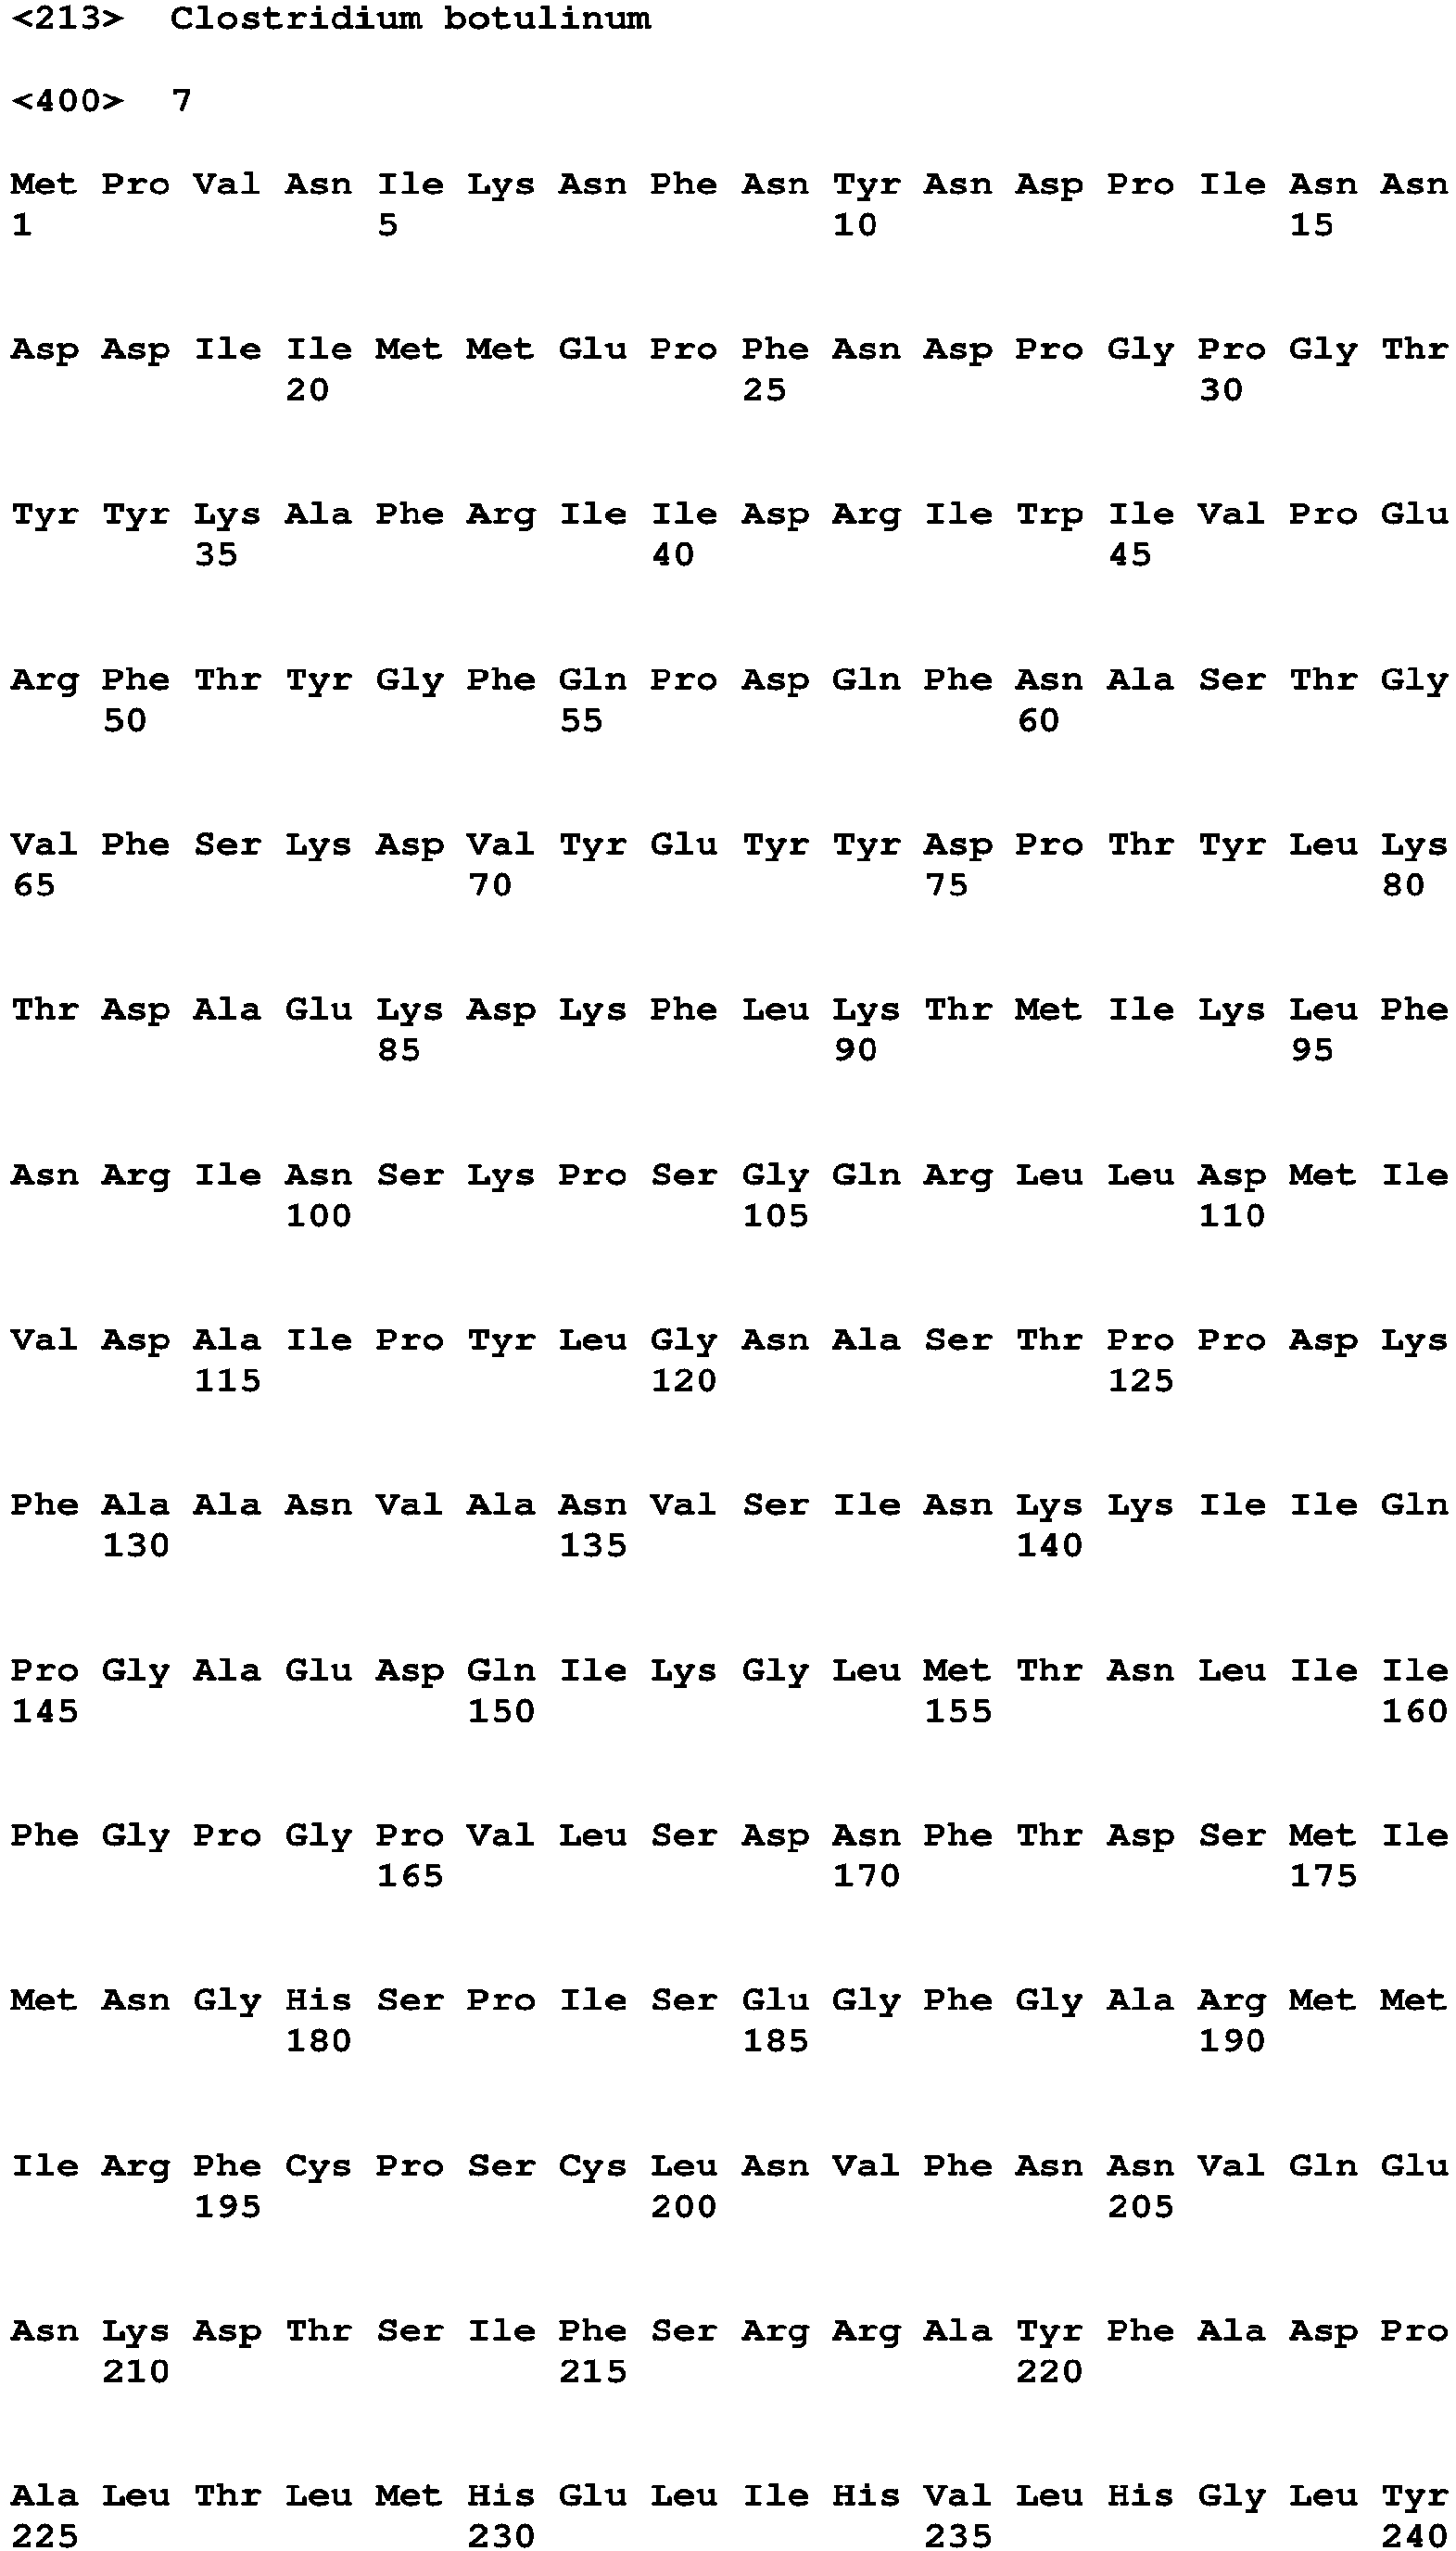 <213> Clostridium botulinum
<400> 7
Met Pro Val Asn Ile Lys Asn Phe Asn Tyr Asn Asp Pro Ile Asn Asn
1 5 10 15
Asp Asp Ile Ile Met Met Glu Pro Phe Asn Asp Pro Gly Pro Gly Thr
20 25 30
Tyr Tyr Lys Ala Phe Arg Ile Ile Asp Arg Ile Trp Ile Val Pro Glu
35 40 45
Arg Phe Thr Tyr Gly Phe Gln Pro Asp Gln Phe Asn Ala Ser Thr Gly
50 55 60
Val Phe Ser Lys Asp Val Tyr Glu Tyr Tyr Asp Pro Thr Tyr Leu Lys
65 70 75 80
Thr Asp Ala Glu Lys Asp Lys Phe Leu Lys Thr Met Ile Lys Leu Phe
85 90 95
Asn Arg Ile Asn Ser Lys Pro Ser Gly Gln Arg Leu Leu Asp Met Ile
100 105 110
Val Asp Ala Ile Pro Tyr Leu Gly Asn Ala Ser Thr Pro Pro Asp Lys
115 120 125
Phe Ala Ala Asn Val Ala Asn Val Ser Ile Asn Lys Lys Ile Ile Gln
130 135 140
Pro Gly Ala Glu Asp Gln Ile Lys Gly Leu Met Thr Asn Leu Ile Ile
145 150 155 160
Phe Gly Pro Gly Pro Val Leu Ser Asp Asn Phe Thr Asp Ser Met Ile
165 170 175
Met Asn Gly His Ser Pro Ile Ser Glu Gly Phe Gly Ala Arg Met Met
180 185 190
Ile Arg Phe Cys Pro Ser Cys Leu Asn Val Phe Asn Asn Val Gln Glu
195 200 205
Asn Lys Asp Thr Ser Ile Phe Ser Arg Arg Ala Tyr Phe Ala Asp Pro
210 215 220
Ala Leu Thr Leu Met His Glu Leu Ile His Val Leu His Gly Leu Tyr
225 230 235 240